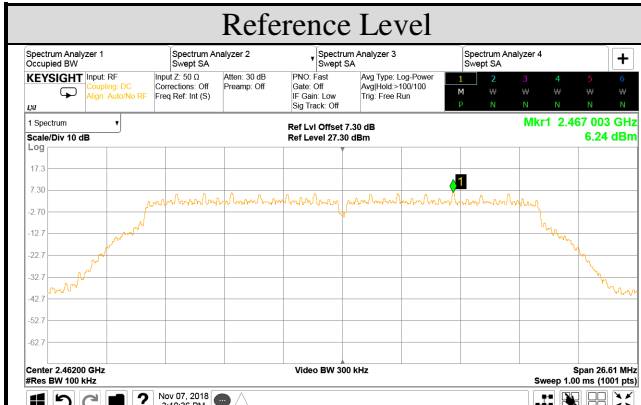 Reference Level
Spectrum Analyzer 1
Occupied BW
Spectrum Analyzer 2
Swept SA
Spectrum Analyzer 3
Swept SA
Spectrum Analyzer 4
Swept SA
+
KEYSIGHT
Input: RF
Coupling: DC
Align: Auto/No RF
Input Z: 50 Ω
Corrections: Off
Freq Ref: Int (S)
Atten: 30 dB
Preamp: Off
PNO: Fast
Gate: Off
IF Gain: Low
Sig Track: Off
Avg Type: Log-Power
Avg|Hold:>100/100
Trig: Free Run
1 2 3 4 5 6
M W W W W W
P N N N N N
LXI
1 Spectrum
Scale/Div 10 dB
Ref Lvl Offset 7.30 dB
Ref Level 27.30 dBm
Mkr1 2.467 003 GHz
6.24 dBm
Log
17.3
7.30
-2.70
-12.7
-22.7
-32.7
-42.7
-52.7
-62.7
1
Center 2.46200 GHz
#Res BW 100 kHz
Video BW 300 kHz
Span 26.61 MHz
Sweep 1.00 ms (1001 pts)
?
Nov 07, 2018